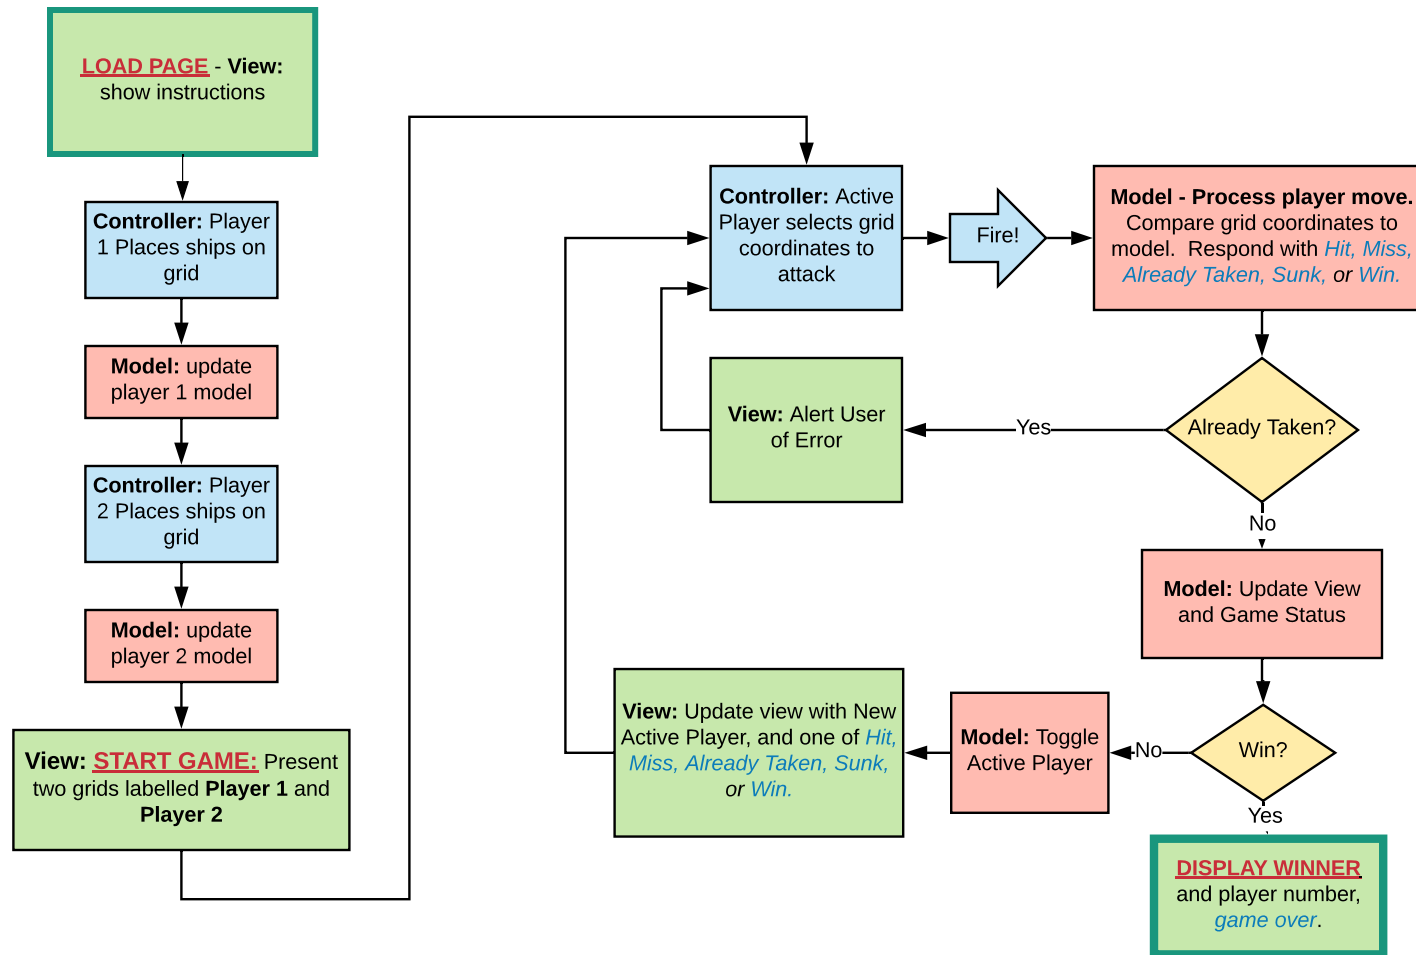 LOAD PAGE - View:
show instructions
Controller: Player
1 Places ships on
grid
Model: update
player 1 model
Controller: Player
2 Places ships on
grid
Model: update
player 2 model
View: START GAME: Present
two grids labelled Player 1 and
Player 2
Controller: Active
Player selects grid
coordinates to
attack
Fire!
Model - Process player move.
Compare grid coordinates to
model. Respond with Hit, Miss,
Already Taken, Sunk, or Win.
Already Taken?
Yes
View: Alert User
of Error
No
Model: Update View
and Game Status
Win?
No
Model: Toggle
Active Player
View: Update view with New
Active Player, and one of Hit,
Miss, Already Taken, Sunk,
or Win.
Yes
DISPLAY WINNER
and player number,
game over.